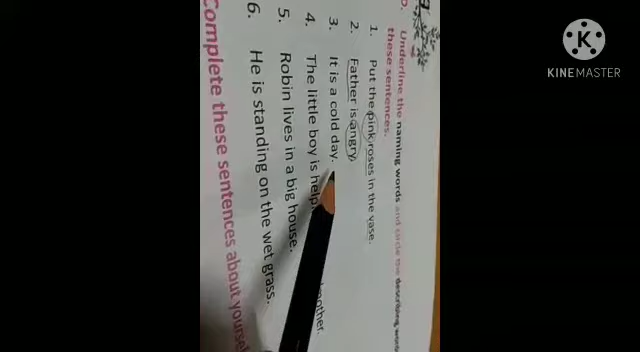 D. Underline the naming words and circle the describing words
these sentences.
1. Put the pink roses in the vase.
2. Father is angry.
3. It is a cold day.
4. The little boy is help mother.
5. Robin lives in a big house.
6. He is standing on the wet grass.
Complete these sentences about yoursel
KINEMASTER